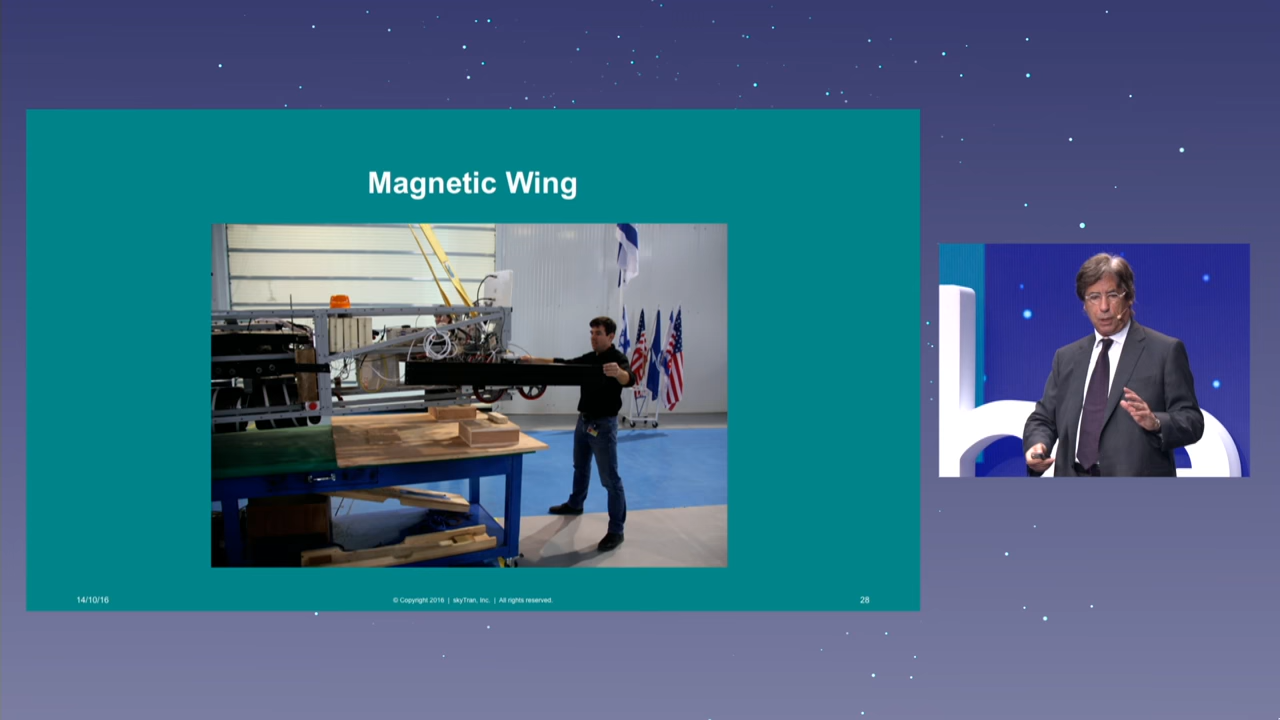 Magnetic Wing
14/10/16
© Copyright 2016 | skyTran, Inc. | All rights reserved.
28